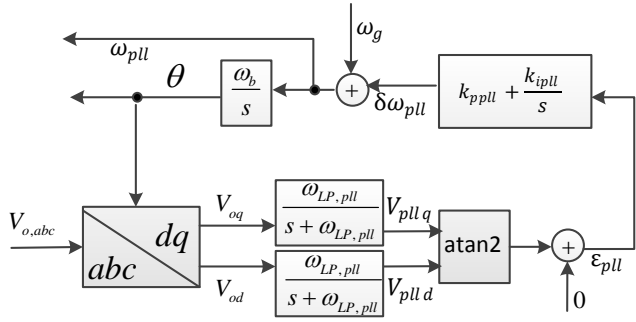 ω_g
ω_pll
θ
ω_b / s
+
δω_pll
k_ppll + k_ipll / s
V_o,abc
abc
dq
V_oq
ω_LP,pll / s + ω_LP,pll
V_pll q
V_od
ω_LP,pll / s + ω_LP,pll
V_pll d
atan2
+
ε_pll
0